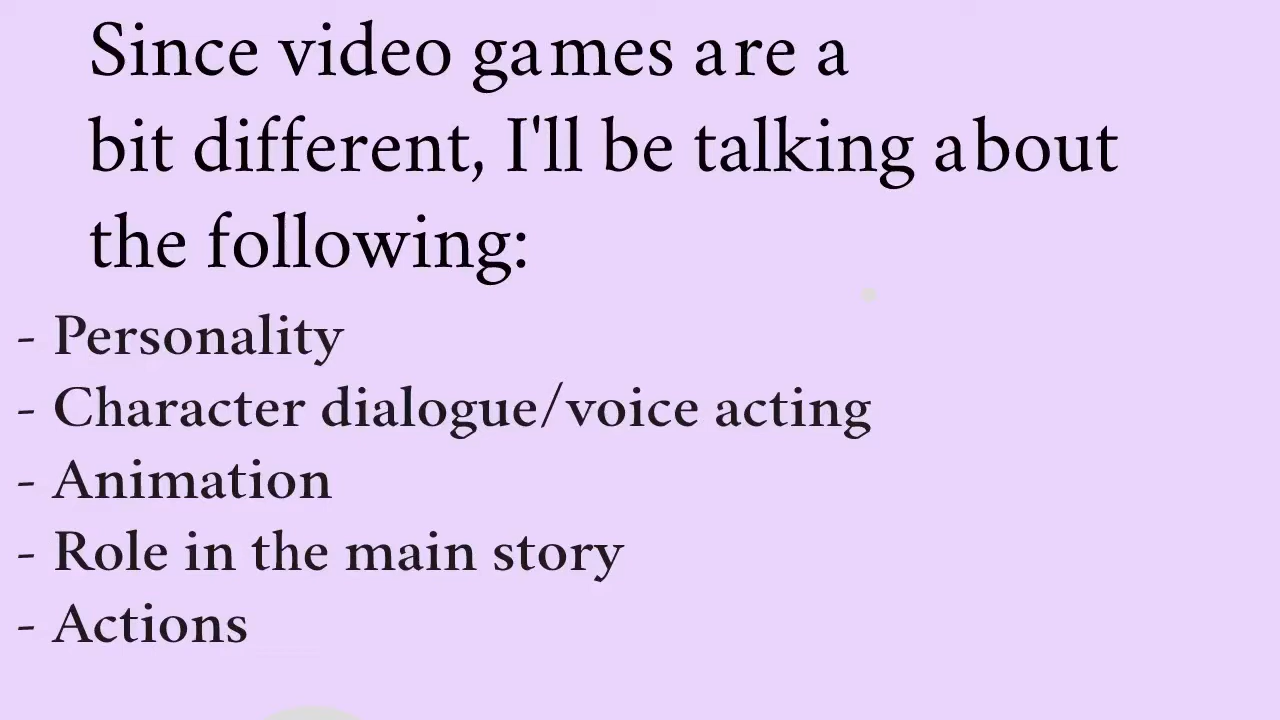 Since video games are a
bit different, I'll be talking about
the following:
- Personality
- Character dialogue/voice acting
- Animation
- Role in the main story
- Actions